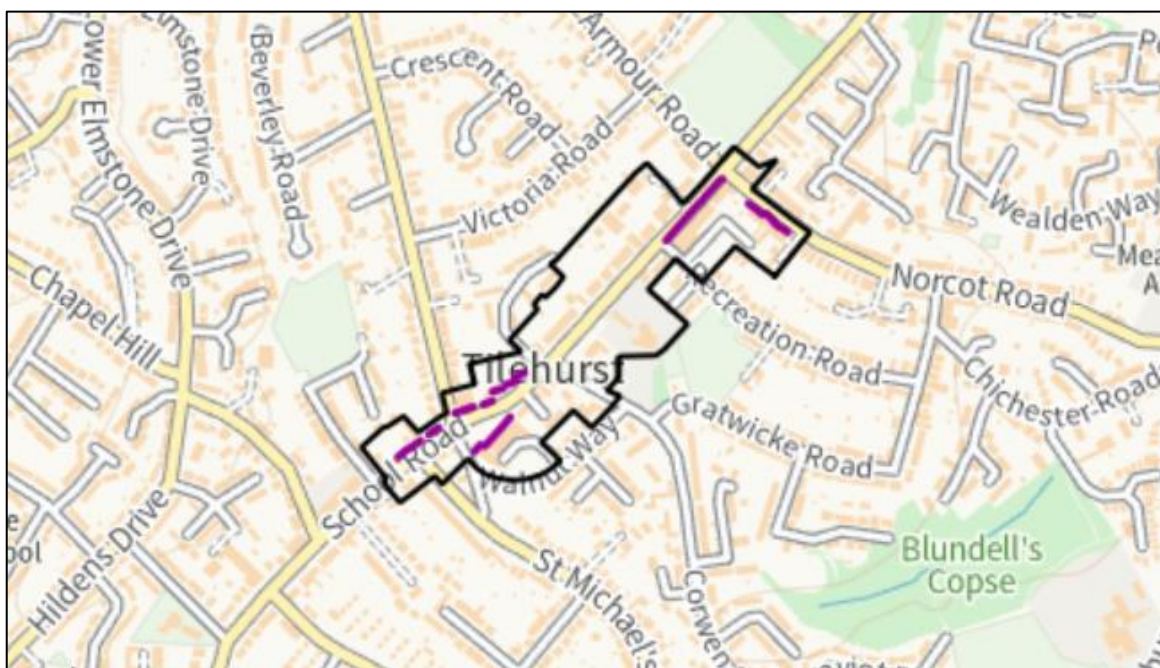 Elmstone Drive
Beverley Road
Crescent Road
Armour Road
Victoria Road
Wealden Way
Chapel Hill
Norcot Road
Recreation Road
Tilehurst
Chichester Road
Gratwicke Road
School Road
Walnut Way
Hildens Drive
St Michael's
Blundell's
Copse